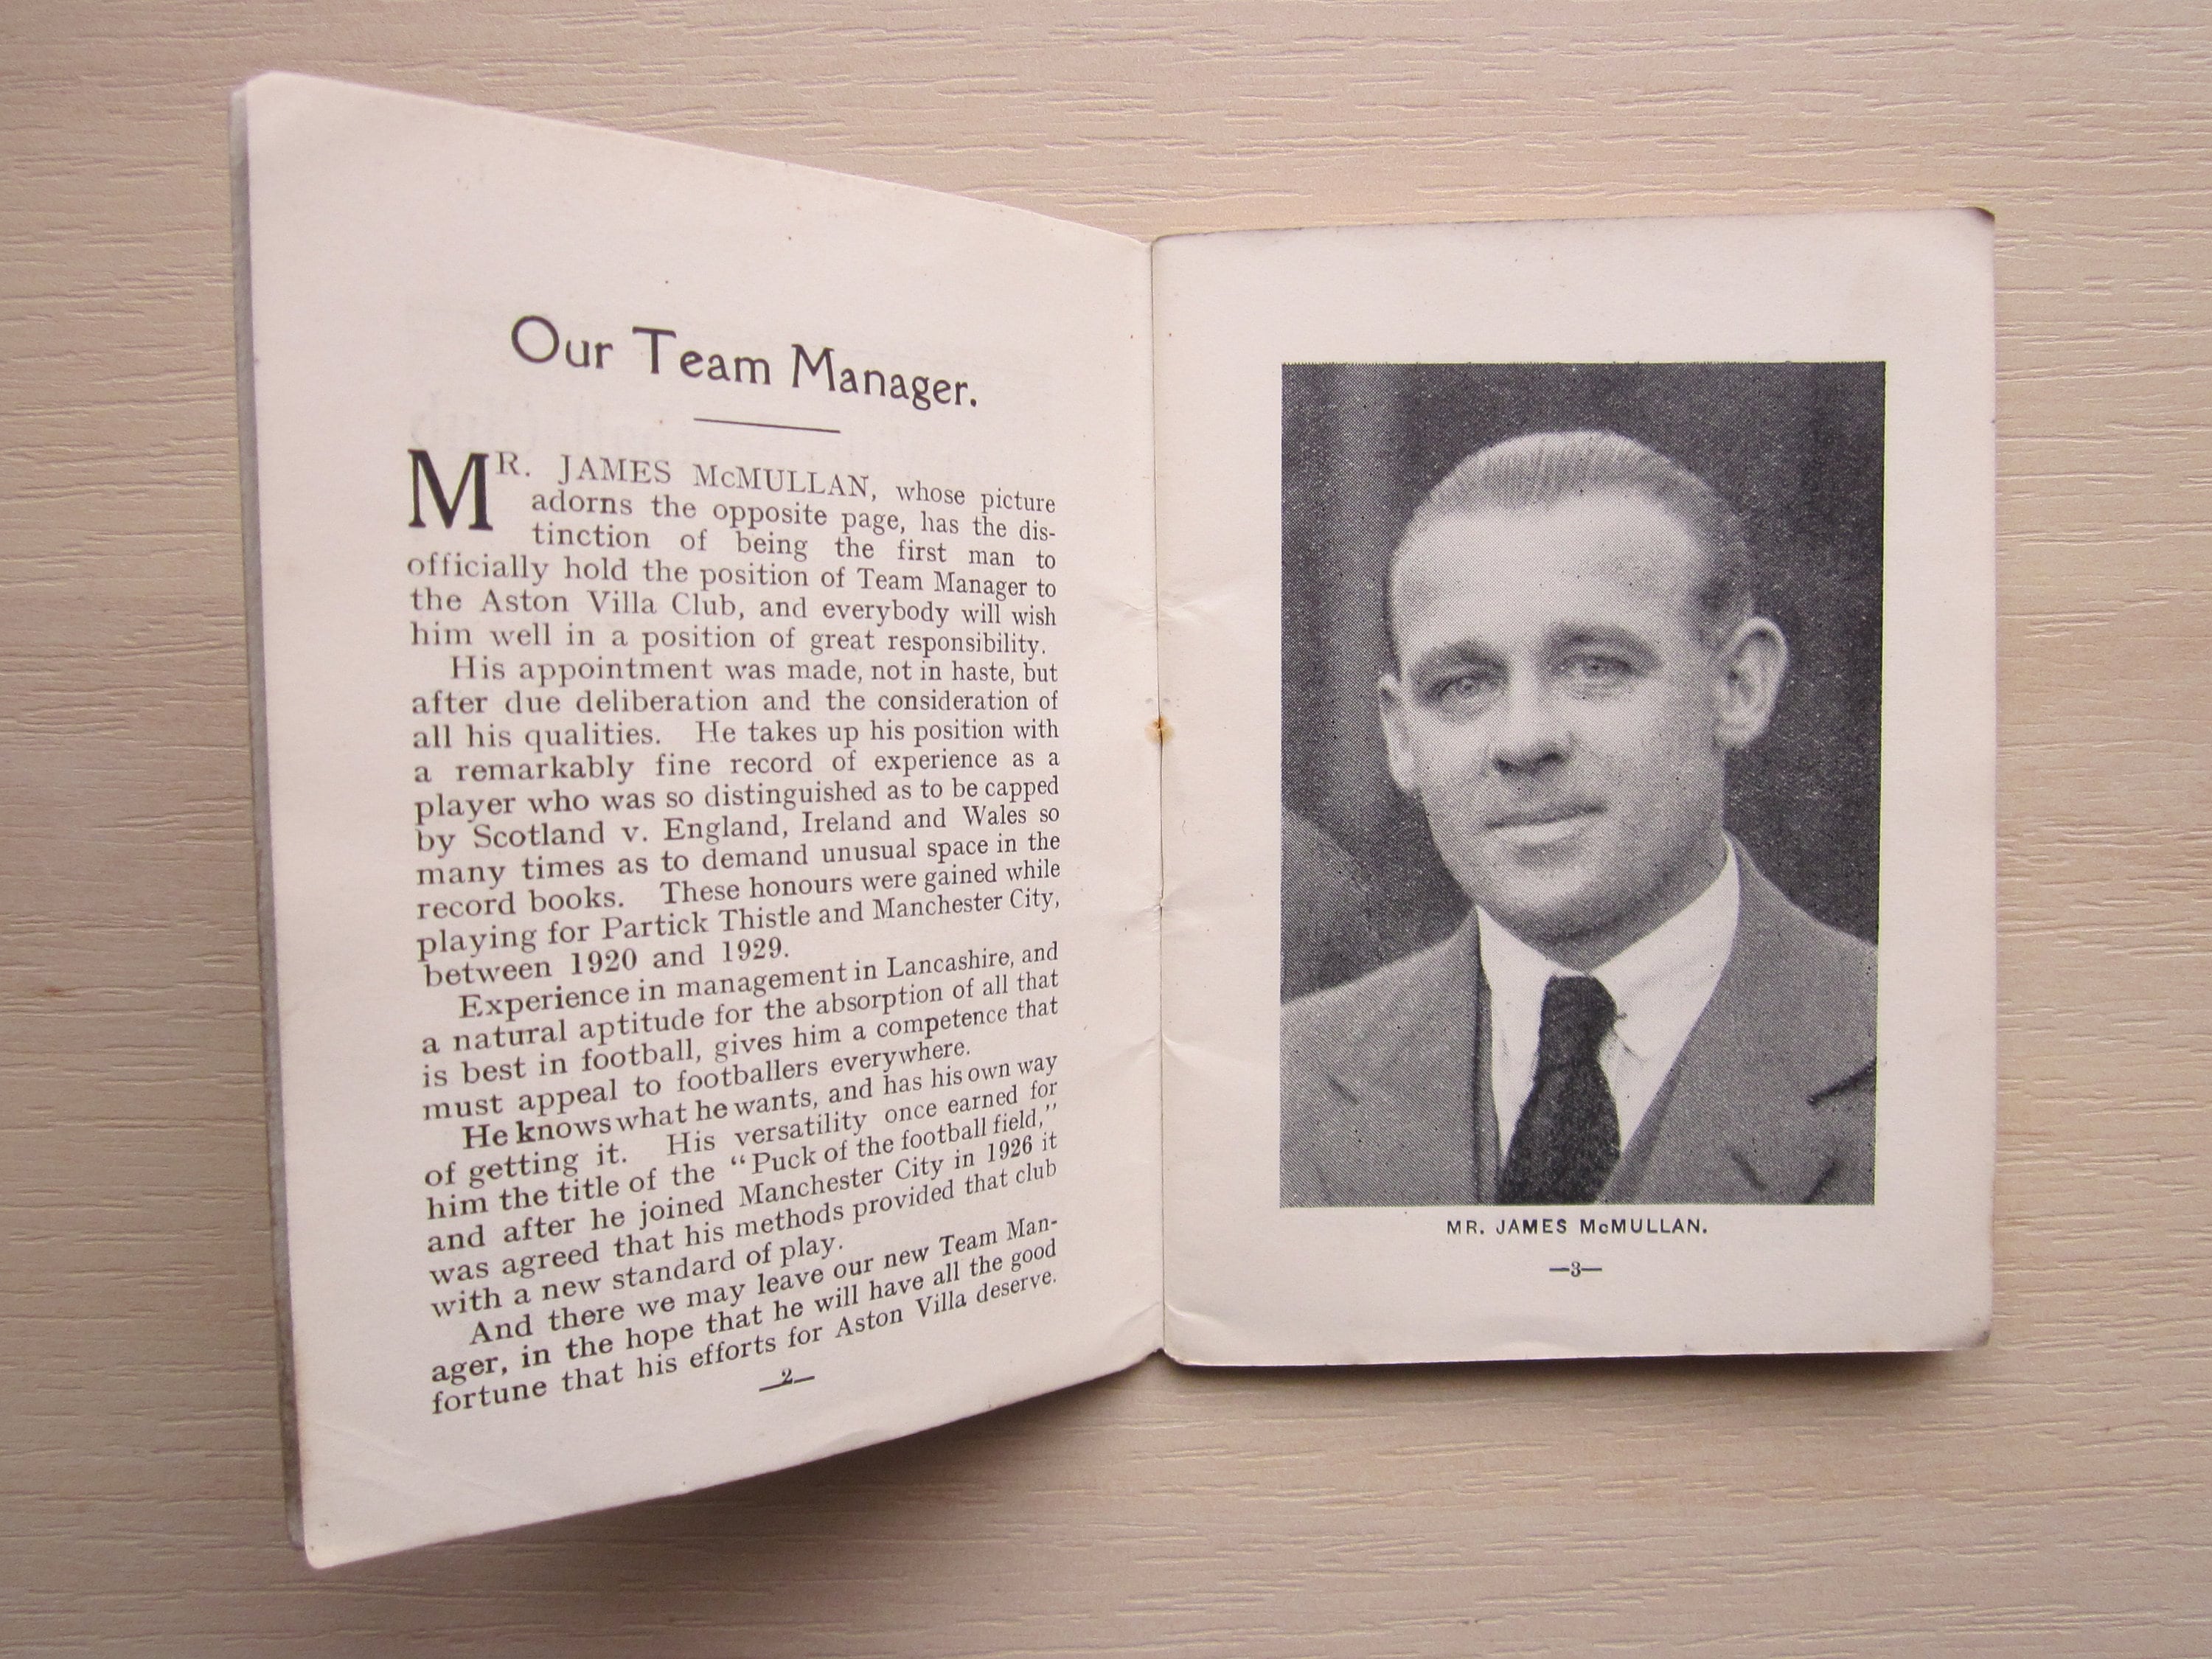 Our Team Manager.
MR. JAMES McMULLAN, whose picture
adorns the opposite page, has the dis-
tinction of being the first man to
officially hold the position of Team Manager to
the Aston Villa Club, and everybody will wish
him well in a position of great responsibility.
His appointment was made, not in haste, but
after due deliberation and the consideration of
all his qualities. He takes up his position with
a remarkably fine record of experience as a
player who was so distinguished as to be capped
by Scotland v. England, Ireland and Wales so
many times as to demand unusual space in the
record books. These honours were gained while
playing for Partick Thistle and Manchester City,
between 1920 and 1929.
Experience in management in Lancashire, and
a natural aptitude for the absorption of all that
is best in football, gives him a competence that
must appeal to footballers everywhere.
He knows what he wants, and has his own way
of getting it. His versatility once earned for
him the title of the "Puck of the football field,"
and after he joined Manchester City in 1926 it
was agreed that his methods provided that club
with a new standard of play.
And there we may leave our new Team Man-
ager, in the hope that he will have all the good
fortune that his efforts for Aston Villa deserve.
—2—
MR. JAMES McMULLAN.
—3—